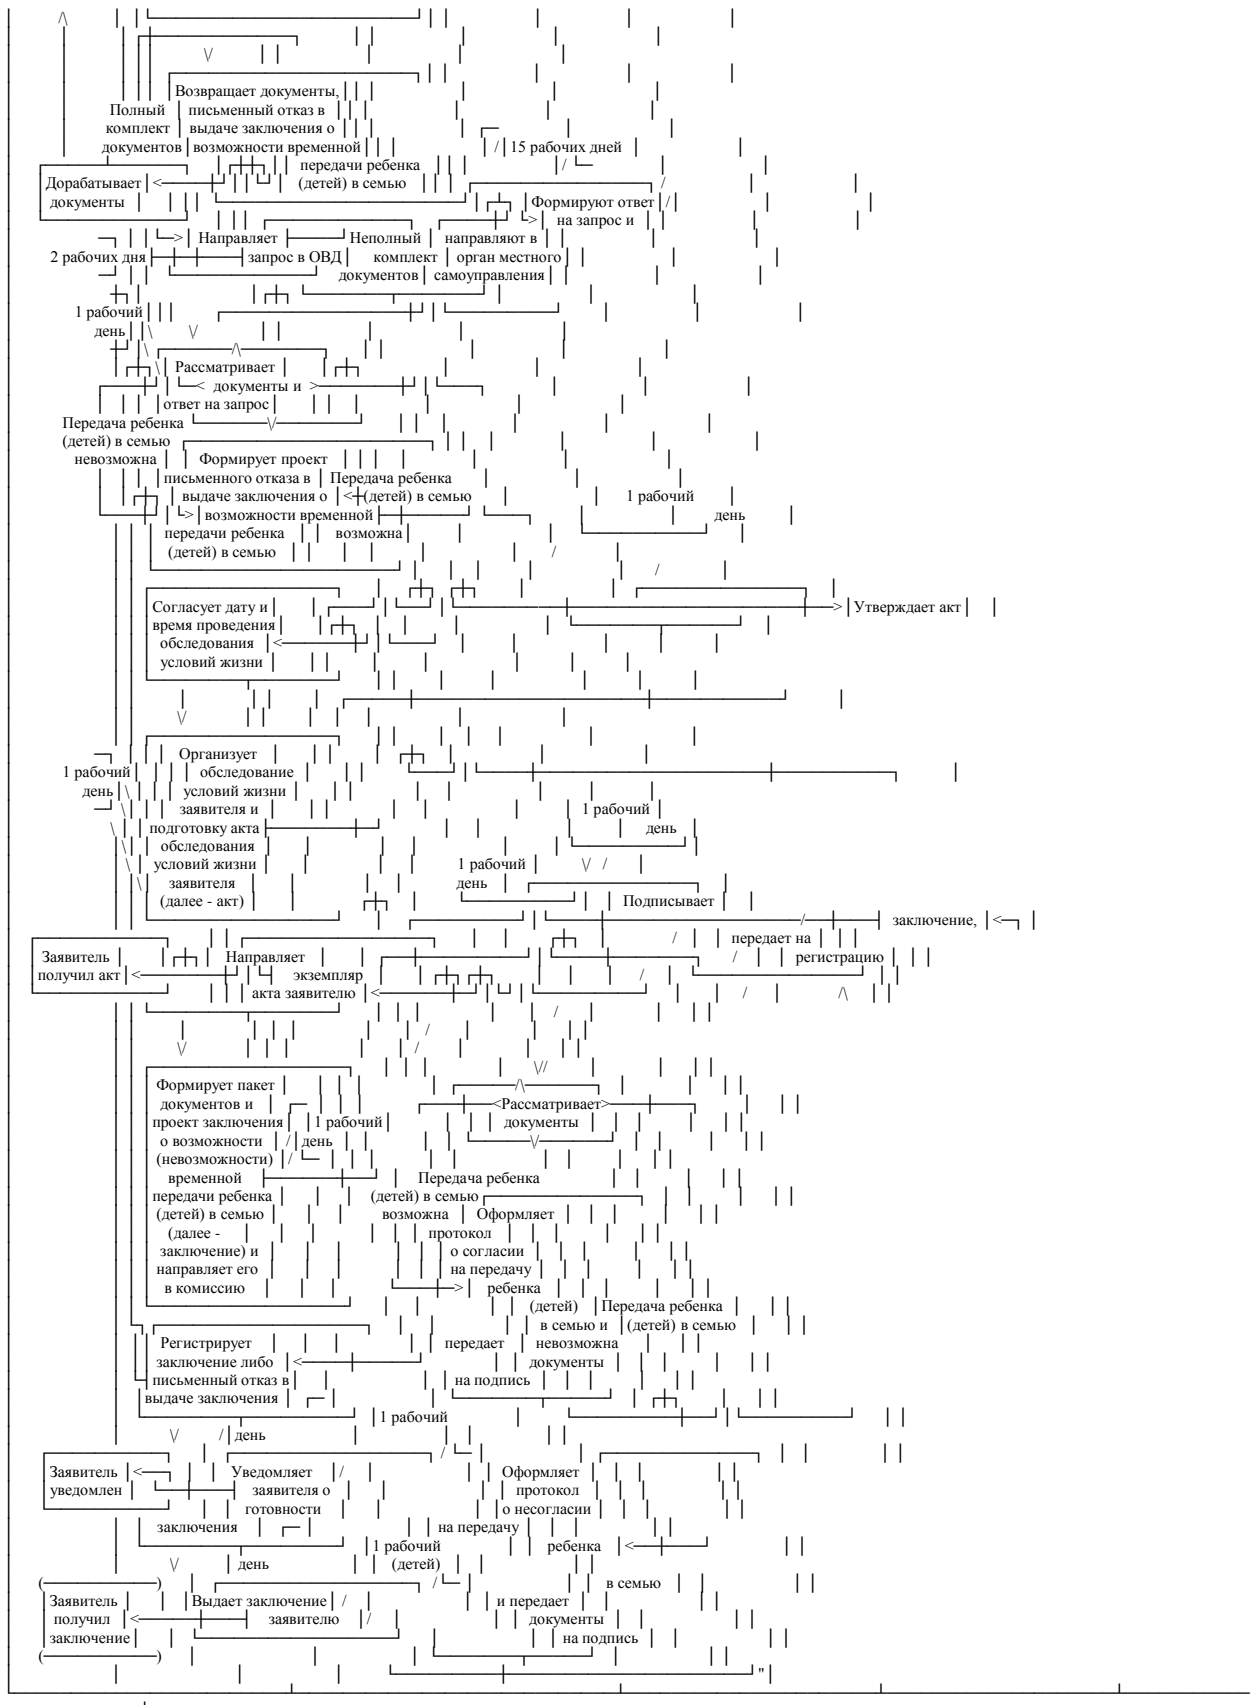 Возвращает документы,
Полный письменный отказ в
комплект выдаче заключения о
документов возможности временной 15 рабочих дней
передачи ребенка
Дорабатывает (детей) в семью
документы Формируют ответ
на запрос и
Направляет Неполный направляют в
2 рабочих дня запрос в ОВД комплект орган местного
документов самоуправления
1 рабочий
день
Рассматривает
документы и
ответ на запрос
Передача ребенка
(детей) в семью
невозможна Формирует проект
письменного отказа в Передача ребенка
выдаче заключения о (детей) в семью 1 рабочий
возможности временной день
передачи ребенка возможна
(детей) в семью
Согласует дату и Утверждает акт
время проведения
обследования
условий жизни
Организует
1 рабочий обследование
день условий жизни
заявителя и 1 рабочий
подготовку акта день
обследования
условий жизни 1 рабочий
заявителя день
(далее - акт) Подписывает
заключение,
передает на
Заявитель Направляет регистрацию
получил акт экземпляр
акта заявителю
Формирует пакет
документов и Рассматривает
проект заключения 1 рабочий документы
о возможности день
(невозможности)
временной Передача ребенка
передачи ребенка (детей) в семью
(детей) в семью возможна Оформляет
(далее - протокол
заключение) и о согласии
направляет его на передачу
в комиссию ребенка
(детей) Передача ребенка
в семью и (детей) в семью
Регистрирует передает невозможна
заключение либо документы
письменный отказ в на подпись
выдаче заключения
1 рабочий
день
Заявитель Уведомляет Оформляет
уведомлен заявителя о протокол
готовности о несогласии
заключения на передачу
1 рабочий ребенка
день (детей)
в семью
Заявитель Выдает заключение и передает
получил заявителю документы
заключение на подпись
"